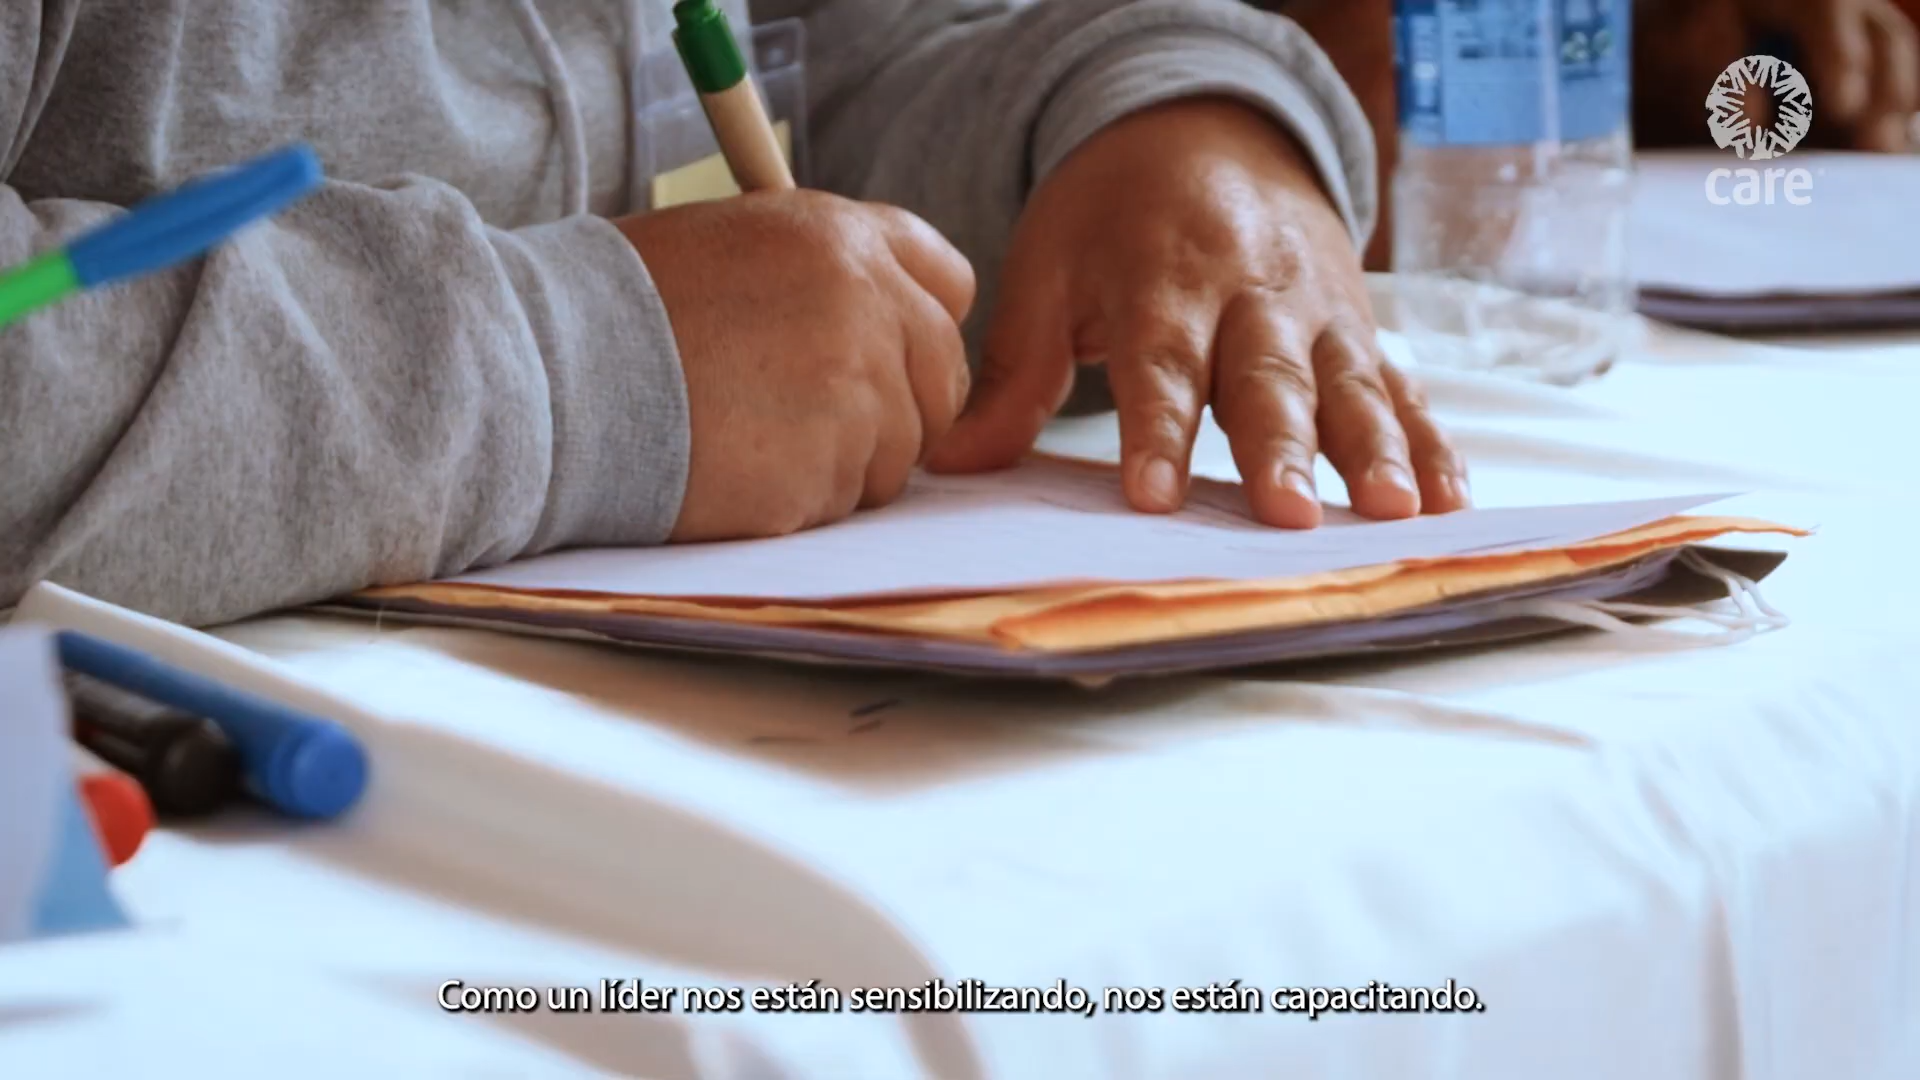 care
Como un líder nos están sensibilizando, nos están capacitando.